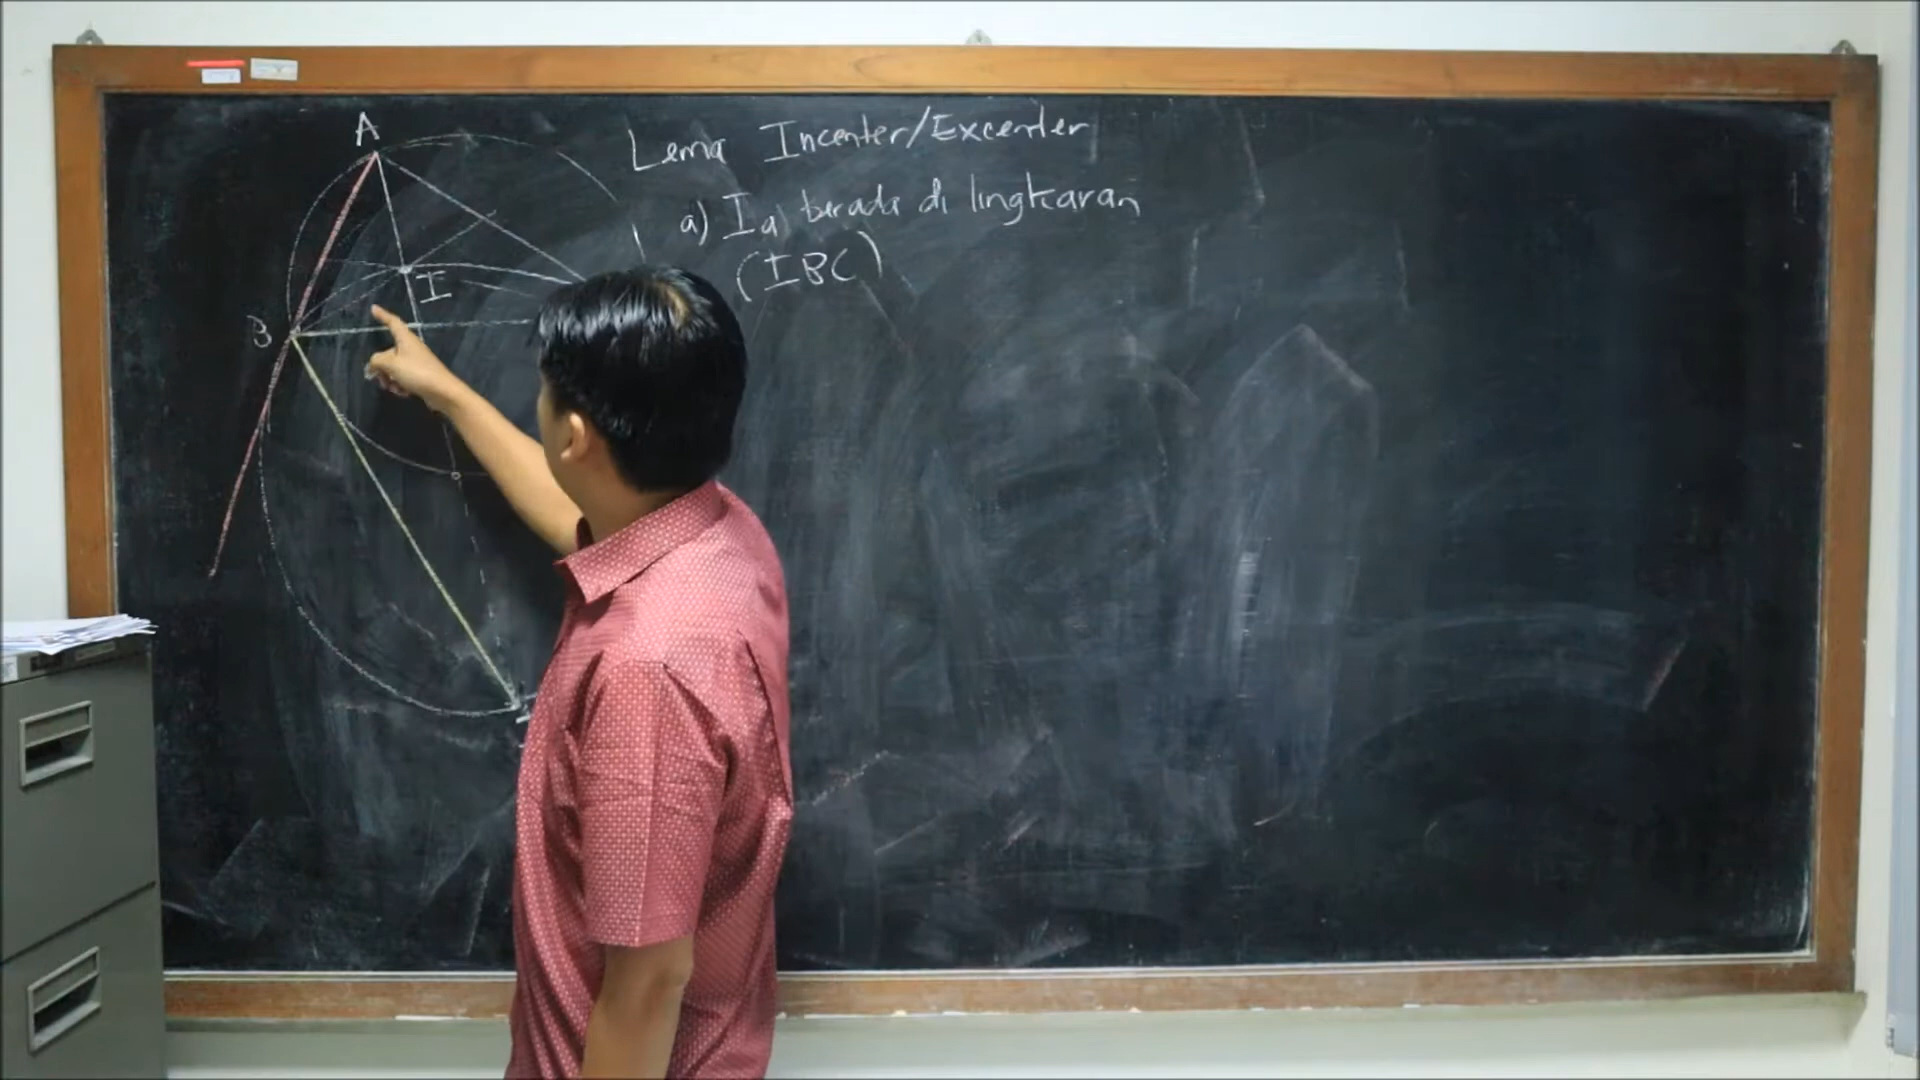 A
Lema Incenter/Excenter
a) Ia berada di lingkaran
(IBC)
I
B